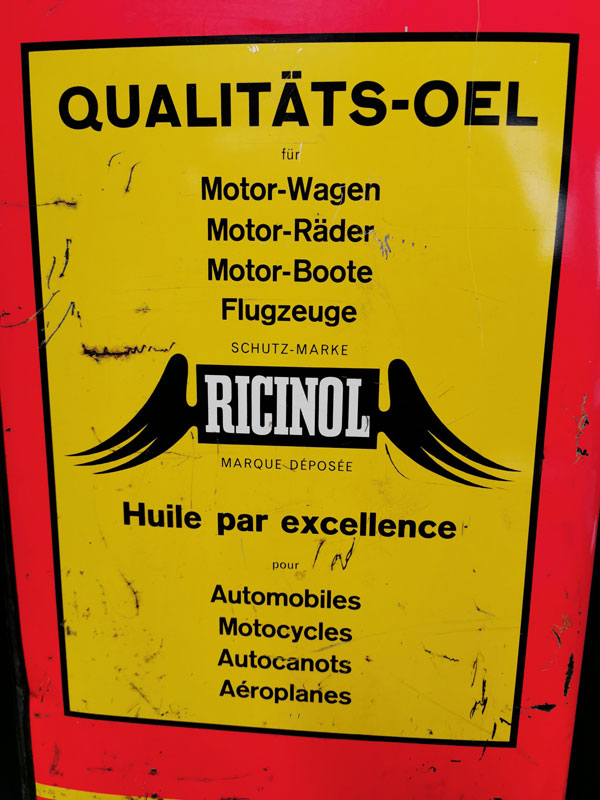 QUALITÄTS-OEL
für
Motor-Wagen
Motor-Räder
Motor-Boote
Flugzeuge
SCHUTZ-MARKE
RICINOL
MARQUE DÉPOSÉE
Huile par excellence
pour
Automobiles
Motocycles
Autocanots
Aéroplanes